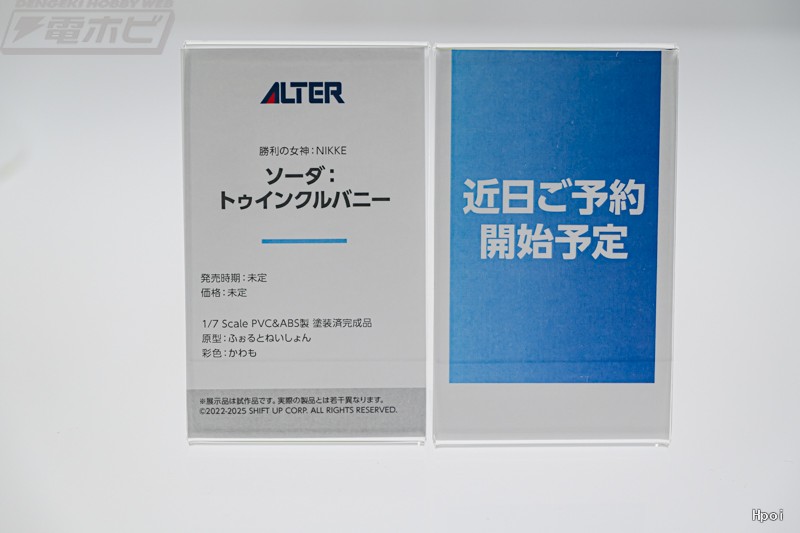 DENGEKI HOBBY WEB
電ホビ
ALTER
勝利の女神：NIKKE
ソーダ：
トゥインクルバニー
発売時期：未定
価格：未定
1/7 Scale PVC&ABS製 塗装済完成品
原型：ふぉるとねいしょん
彩色：かわも
※展示品は試作品です。実際の製品とは若干異なります。
©2022-2025 SHIFT UP CORP. ALL RIGHTS RESERVED.
近日ご予約
開始予定
Hpoi